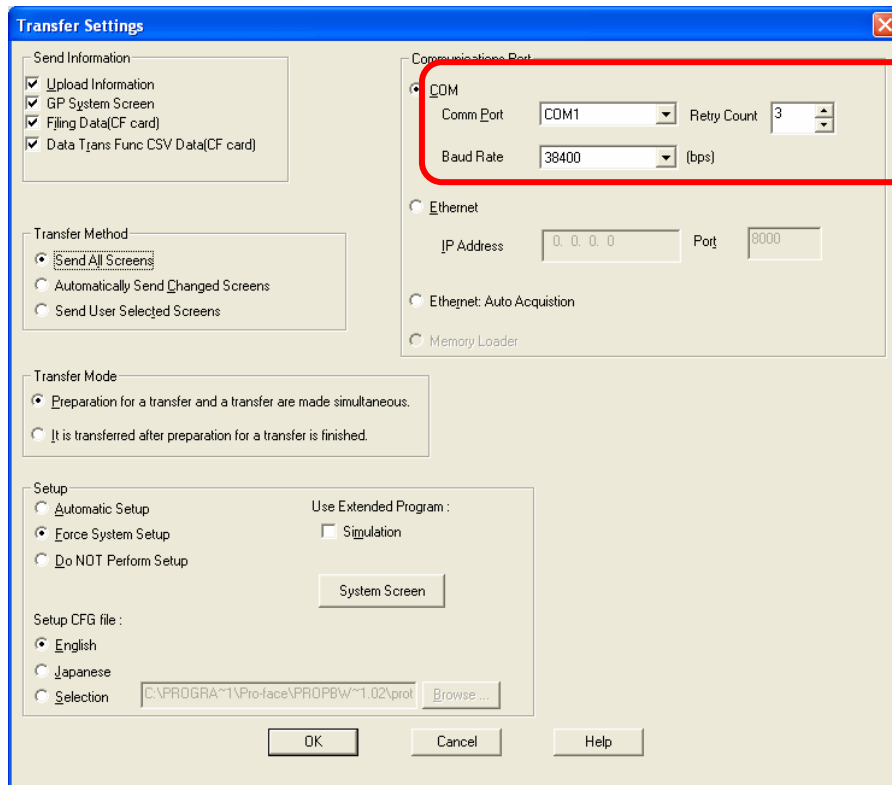 Transfer Settings
Send Information
Upload Information
GP System Screen
Filing Data(CF card)
Data Trans Func CSV Data(CF card)
Communications Port
COM
Comm Port COM1 Retry Count 3
Baud Rate 38400 (bps)
Ethernet
IP Address 0. 0. 0. 0 Port 8000
Ethernet: Auto Acquistion
Memory Loader
Transfer Method
Send All Screens
Automatically Send Changed Screens
Send User Selected Screens
Transfer Mode
Preparation for a transfer and a transfer are made simultaneous.
It is transferred after preparation for a transfer is finished.
Setup
Automatic Setup
Force System Setup
Do NOT Perform Setup
Use Extended Program :
Simulation
System Screen
Setup CFG file :
English
Japanese
Selection C:\PROGRA~1\Pro-face\PROPBW~1.02\prot Browse ...
OK Cancel Help